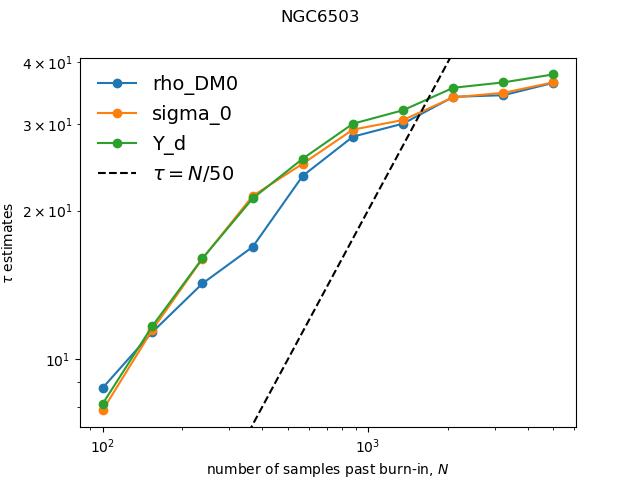 NGC6503
τ estimates
4 × 10¹
3 × 10¹
2 × 10¹
10¹
rho_DM0
sigma_0
Y_d
τ = N/50
10² 10³
number of samples past burn-in, N